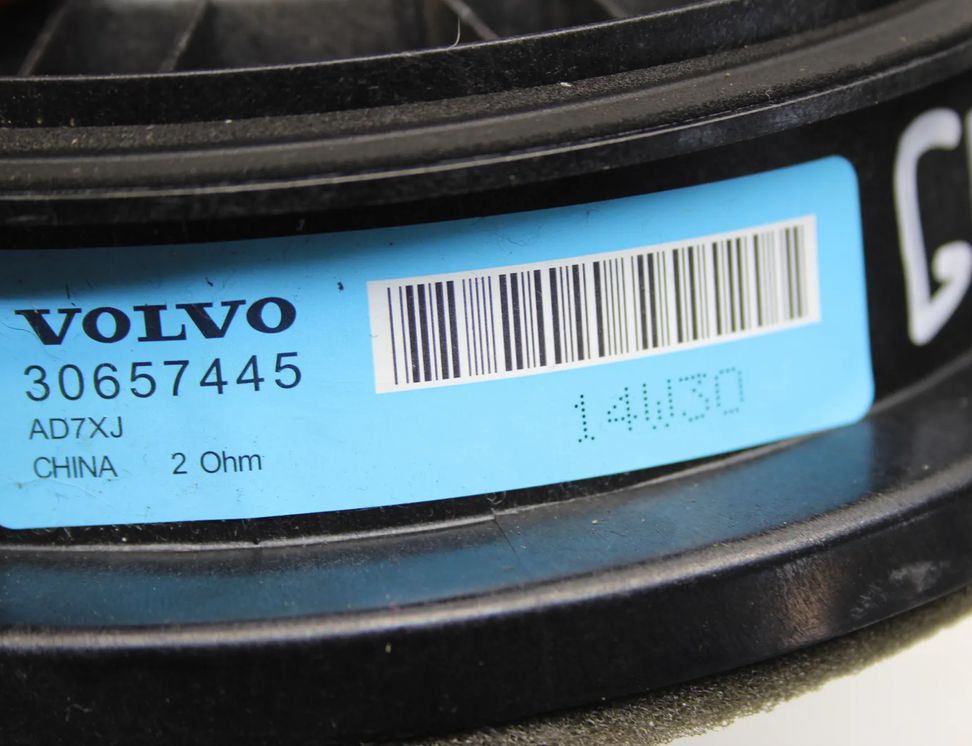 VOLVO
30657445
AD7XJ
CHINA 2 Ohm
14W30